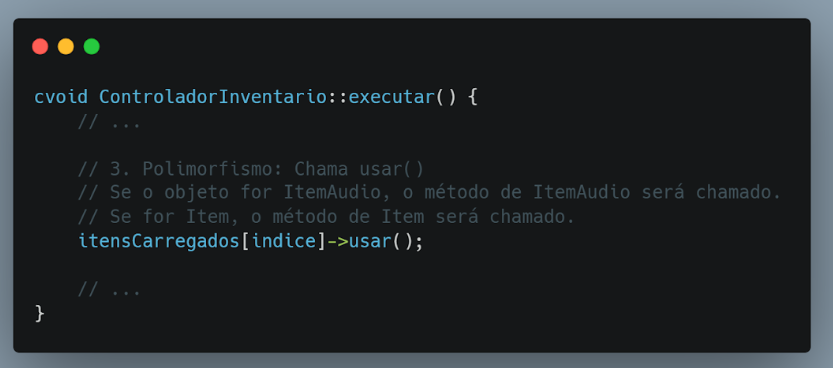 cvoid ControladorInventario::executar() {
    // ...
    // 3. Polimorfismo: Chama usar()
    // Se o objeto for ItemAudio, o método de ItemAudio será chamado.
    // Se for Item, o método de Item será chamado.
    itensCarregados[indice]->usar();
    // ...
}